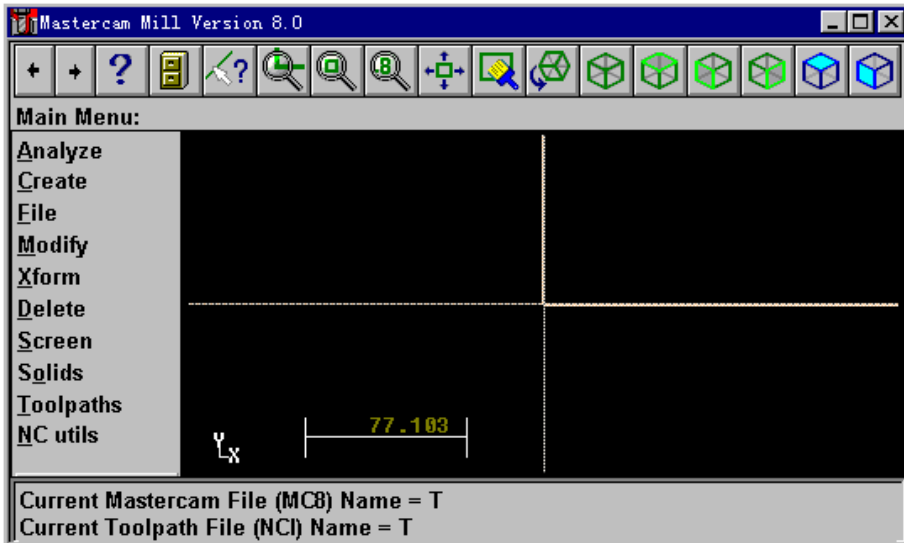 Mastercam Mill Version 8.0
? ? 8
Main Menu:
Analyze
Create
File
Modify
Xform
Delete
Screen
Solids
Toolpaths
NC utils
77.103
Y
X
Current Mastercam File (MC8) Name = T
Current Toolpath File (NCI) Name = T